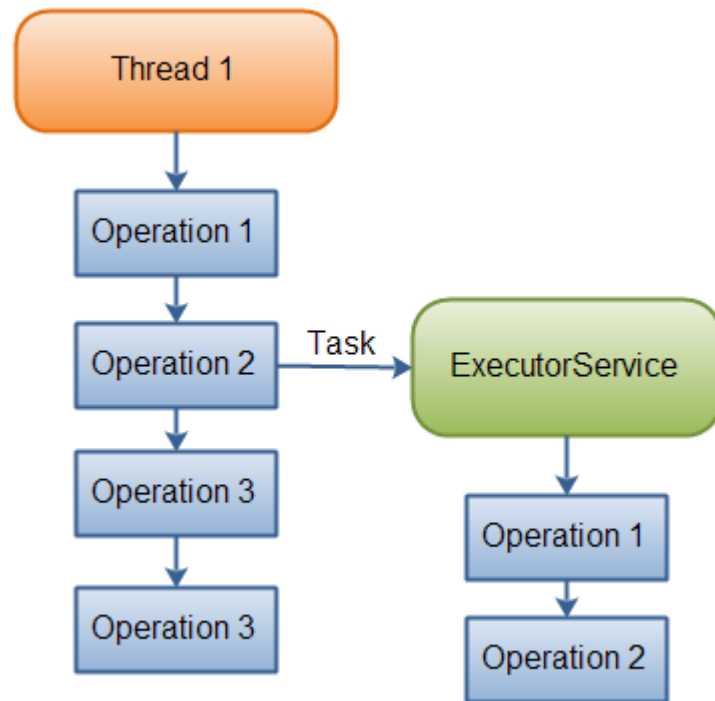 Thread 1
Operation 1
Operation 2
Task
ExecutorService
Operation 3
Operation 1
Operation 3
Operation 2